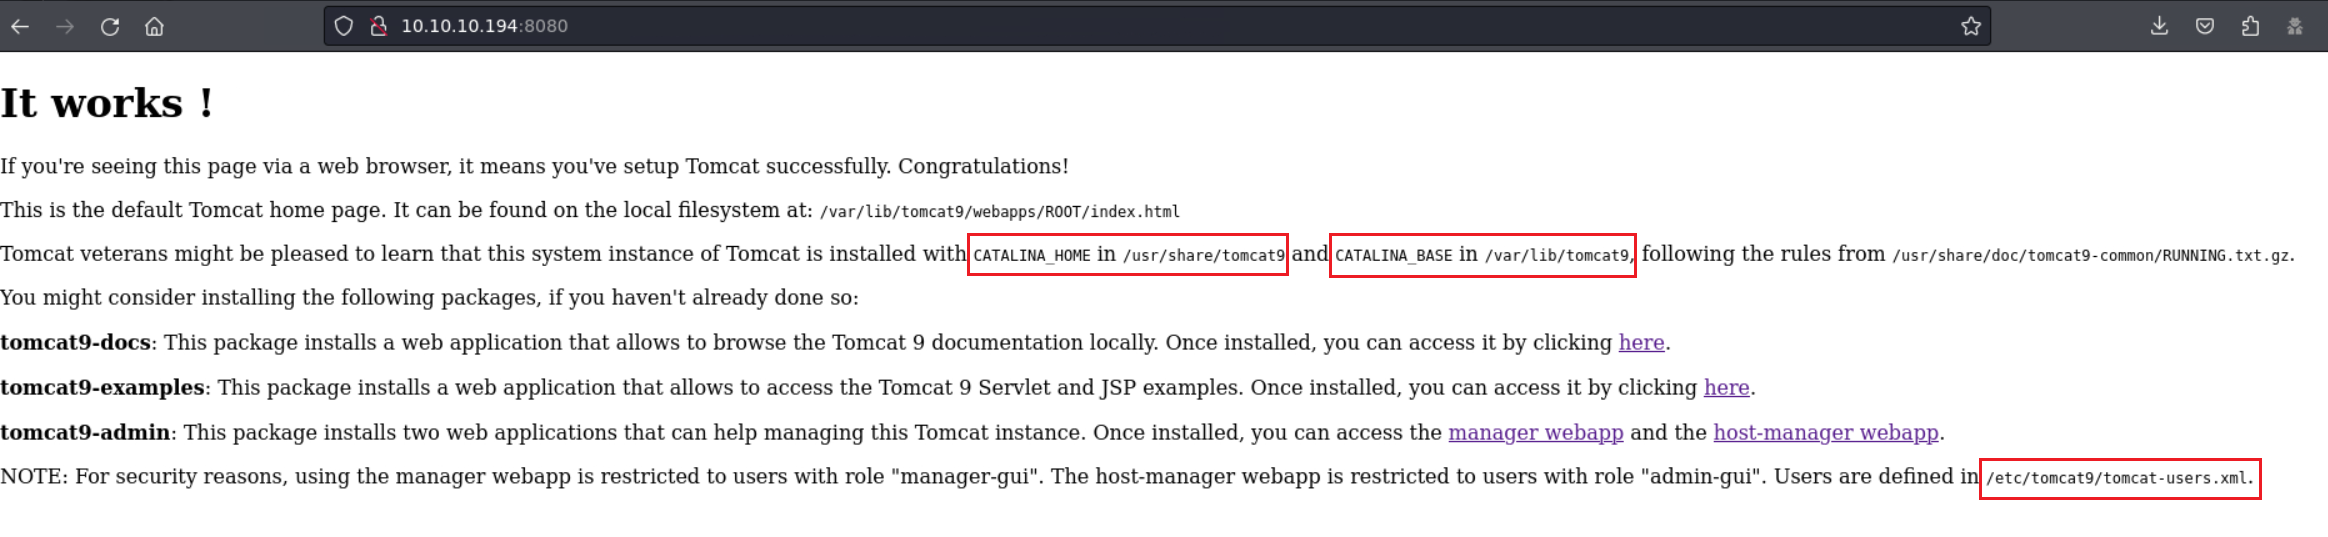 10.10.10.194:8080
It works !
If you're seeing this page via a web browser, it means you've setup Tomcat successfully. Congratulations!
This is the default Tomcat home page. It can be found on the local filesystem at: /var/lib/tomcat9/webapps/ROOT/index.html
Tomcat veterans might be pleased to learn that this system instance of Tomcat is installed with CATALINA_HOME in /usr/share/tomcat9 and CATALINA_BASE in /var/lib/tomcat9, following the rules from /usr/share/doc/tomcat9-common/RUNNING.txt.gz.
You might consider installing the following packages, if you haven't already done so:
tomcat9-docs: This package installs a web application that allows to browse the Tomcat 9 documentation locally. Once installed, you can access it by clicking here.
tomcat9-examples: This package installs a web application that allows to access the Tomcat 9 Servlet and JSP examples. Once installed, you can access it by clicking here.
tomcat9-admin: This package installs two web applications that can help managing this Tomcat instance. Once installed, you can access the manager webapp and the host-manager webapp.
NOTE: For security reasons, using the manager webapp is restricted to users with role "manager-gui". The host-manager webapp is restricted to users with role "admin-gui". Users are defined in /etc/tomcat9/tomcat-users.xml.